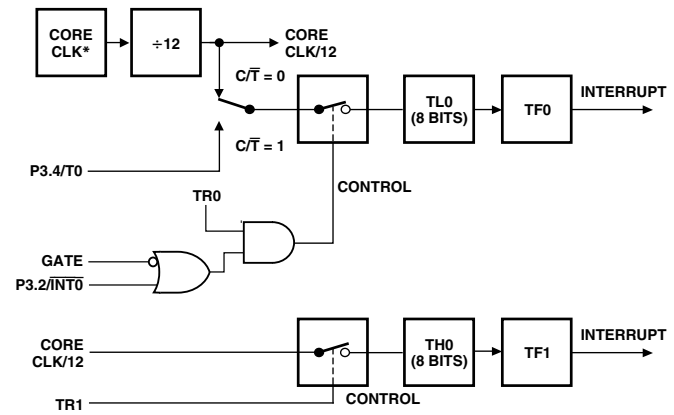 CORE
CLK*
÷12
CORE
CLK/12
C/T̅ = 0
TL0
(8 BITS)
TF0
INTERRUPT
C/T̅ = 1
P3.4/T0
CONTROL
TR0
GATE
P3.2/I̅N̅T̅0̅
CORE
CLK/12
TH0
(8 BITS)
TF1
INTERRUPT
TR1
CONTROL